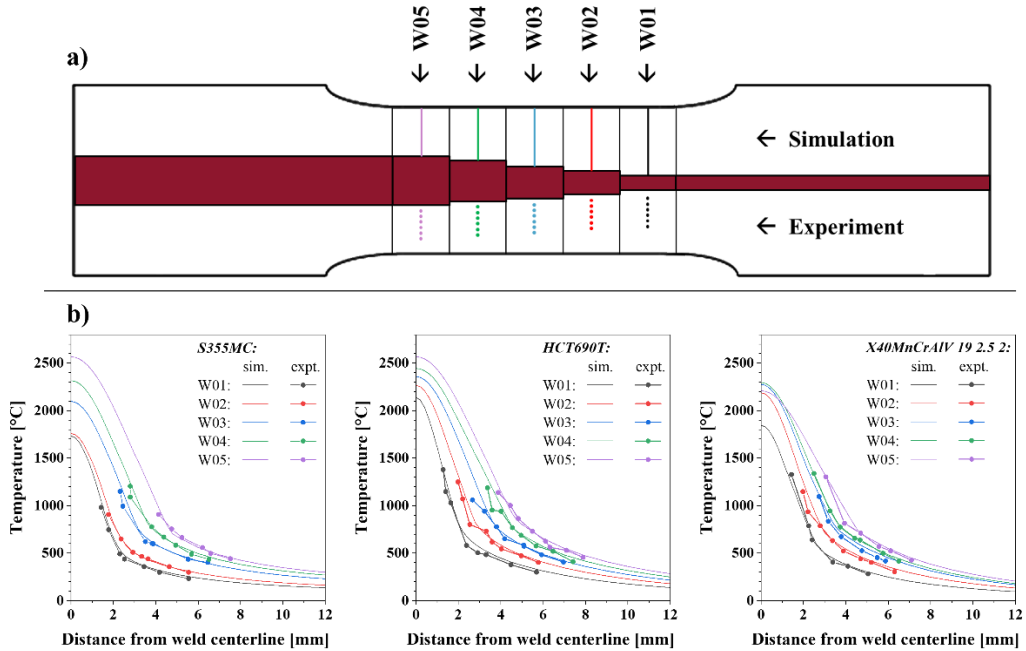 ← W05
← W04
← W03
← W02
← W01
a)
← Simulation
← Experiment
b)
S355MC:
sim. expt.
W01:
W02:
W03:
W04:
W05:
Temperature [°C]
2500
2000
1500
1000
500
0
0 2 4 6 8 10 12
Distance from weld centerline [mm]
HCT690T:
sim. expt.
W01:
W02:
W03:
W04:
W05:
Temperature [°C]
2500
2000
1500
1000
500
0
0 2 4 6 8 10 12
Distance from weld centerline [mm]
X40MnCrAlV 19 2.5 2:
sim. expt.
W01:
W02:
W03:
W04:
W05:
Temperature [°C]
2500
2000
1500
1000
500
0
0 2 4 6 8 10 12
Distance from weld centerline [mm]